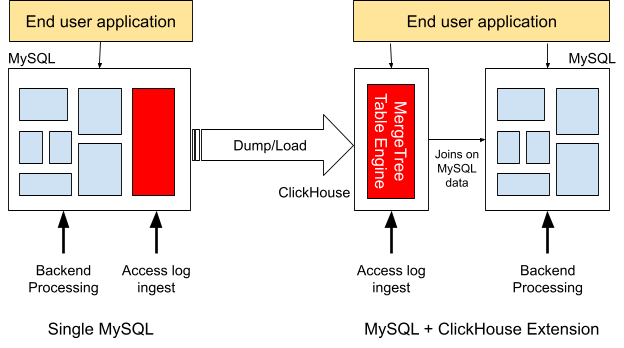 End user application
MySQL
Backend
Processing
Access log
ingest
Single MySQL
Dump/Load
End user application
MySQL
ClickHouse
MergeTree
Table Engine
Joins on
MySQL
data
Access log
ingest
Backend
Processing
MySQL + ClickHouse Extension